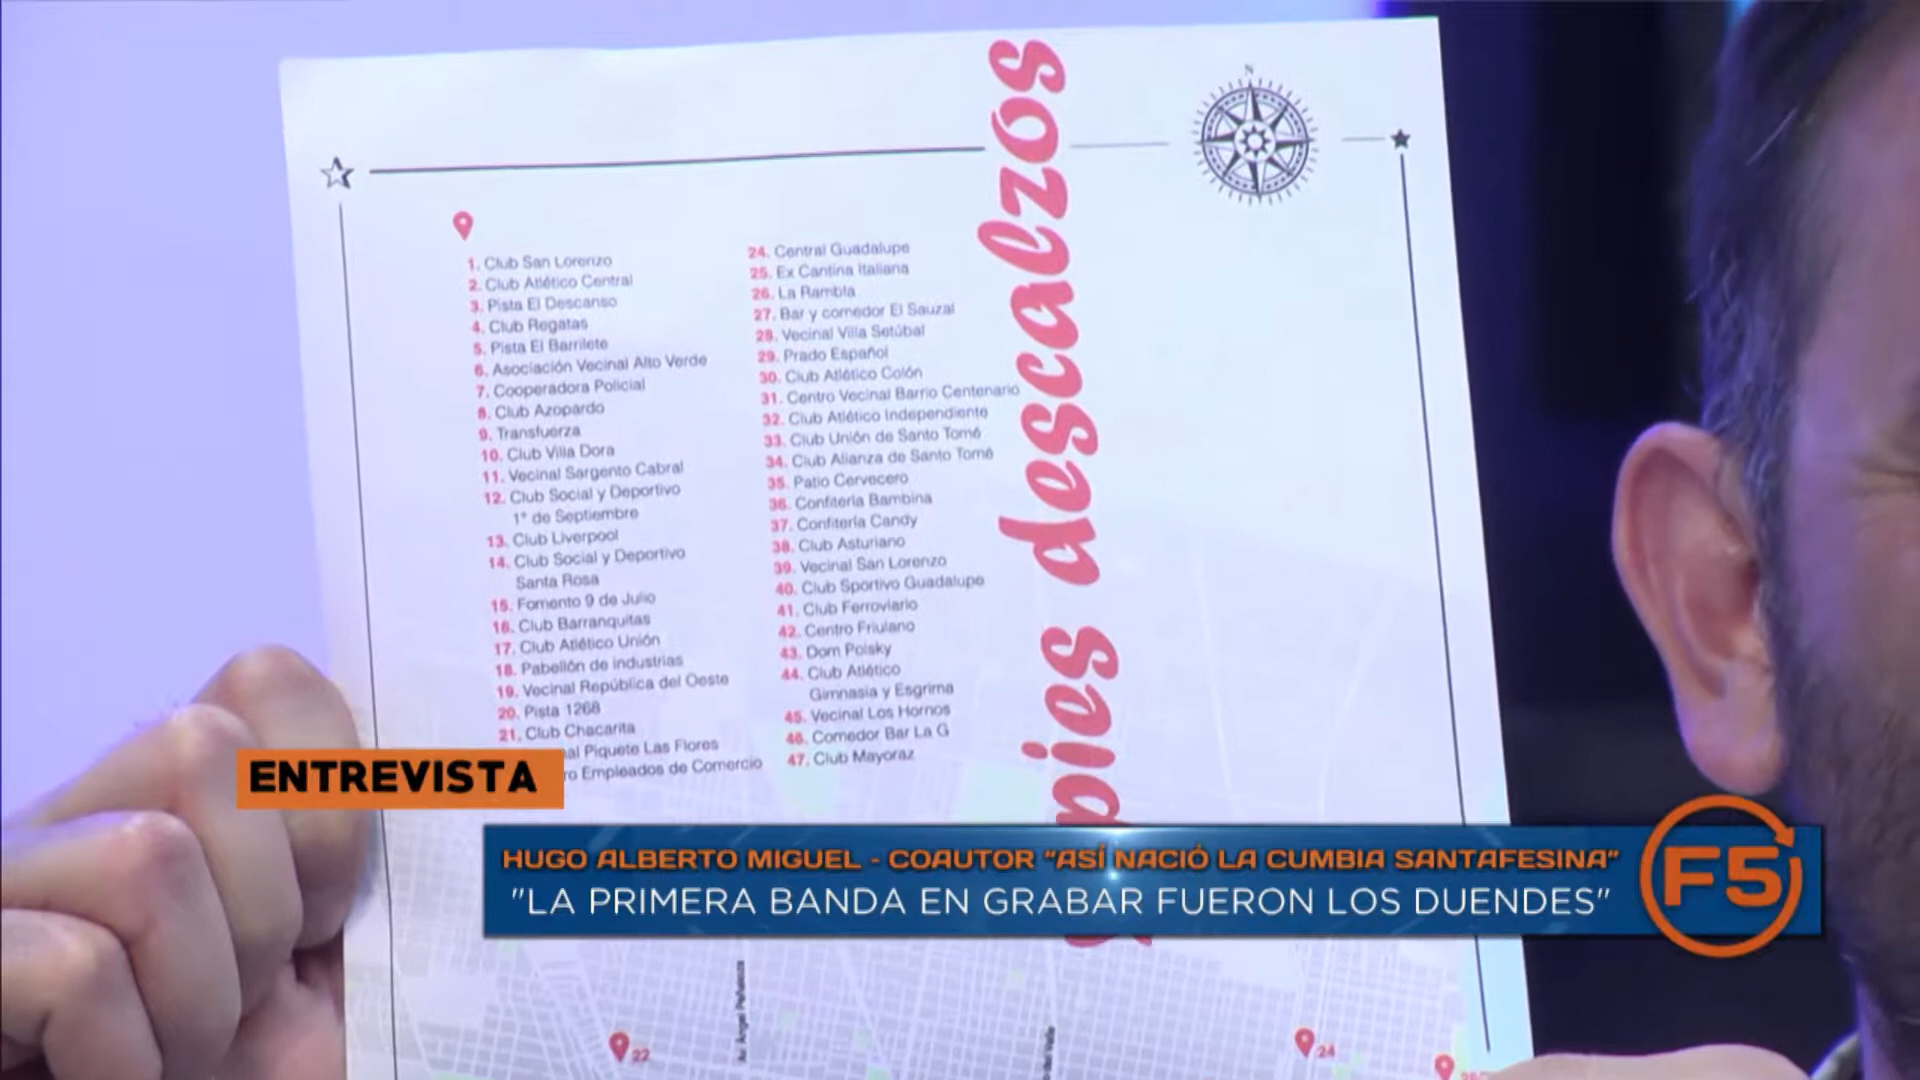 N
1. Club San Lorenzo
2. Club Atlético Central
3. Pista El Descanso
4. Club Regatas
5. Pista El Barrilete
6. Asociación Vecinal Alto Verde
7. Cooperadora Policial
8. Club Azopardo
9. Transfuerza
10. Club Villa Dora
11. Vecinal Sargento Cabral
12. Club Social y Deportivo
1° de Septiembre
13. Club Liverpool
14. Club Social y Deportivo
Santa Rosa
15. Fomento 9 de Julio
16. Club Barranquitas
17. Club Atlético Unión
18. Pabellón de industrias
19. Vecinal República del Oeste
20. Pista 1268
21. Club Chacarita
Piquete Las Flores
Empleados de Comercio
24. Central Guadalupe
25. Ex Cantina Italiana
26. La Rambla
27. Bar y comedor El Sauzal
28. Vecinal Villa Setúbal
29. Prado Español
30. Club Atlético Colón
31. Centro Vecinal Barrio Centenario
32. Club Atlético Independiente
33. Club Unión de Santo Tomé
34. Club Alianza de Santo Tomé
35. Patio Cervecero
36. Confitería Bambina
37. Confitería Candy
38. Club Asturiano
39. Vecinal San Lorenzo
40. Club Sportivo Guadalupe
41. Club Ferroviario
42. Centro Friulano
43. Dom Polsky
44. Club Atlético
Gimnasia y Esgrima
45. Vecinal Los Hornos
46. Comedor Bar La G
47. Club Mayoraz
pies descalzos
ENTREVISTA
HUGO ALBERTO MIGUEL - COAUTOR "ASÍ NACIÓ LA CUMBIA SANTAFESINA"
"LA PRIMERA BANDA EN GRABAR FUERON LOS DUENDES"
F5
22
24